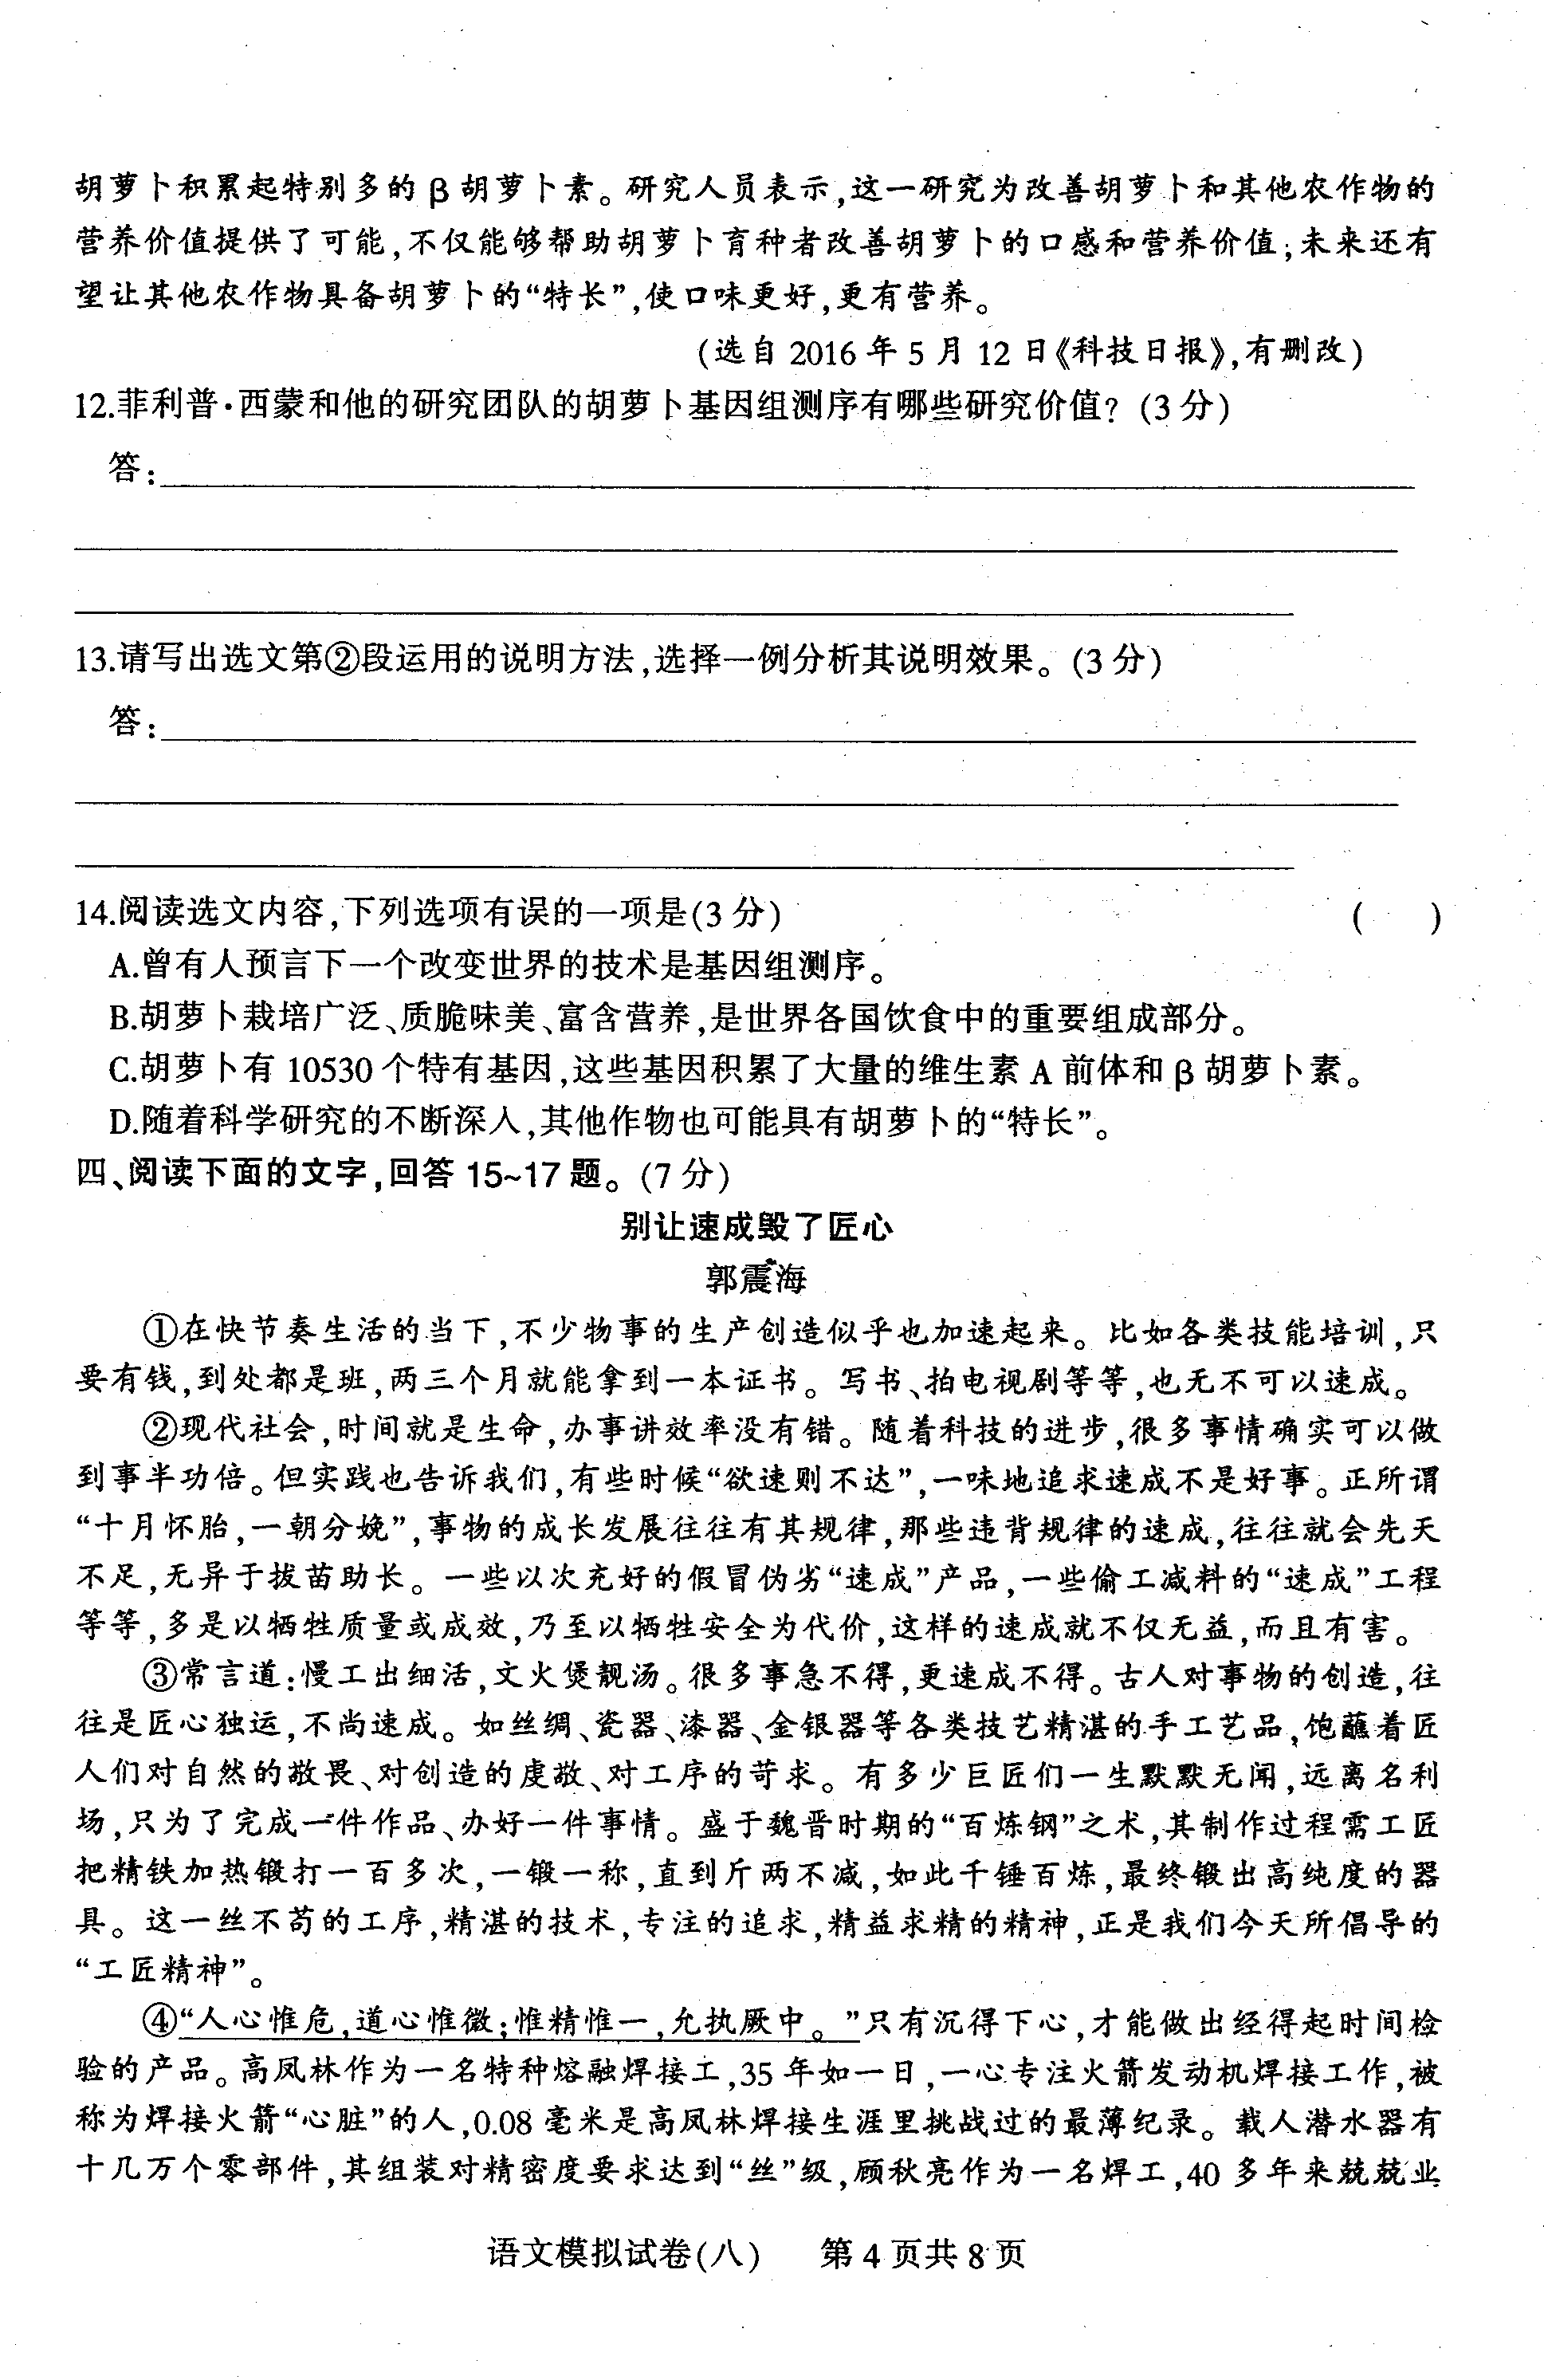 胡萝卜积累起特别多的 β 胡萝卜素。研究人员表示,这一研究为改善胡萝卜和其他农作物的
营养价值提供了可能,不仅能够帮助胡萝卜育种者改善胡萝卜的口感和营养价值;未来还有
望让其他农作物具备胡萝卜的“特长”,使口味更好,更有营养。
(选自 2016 年 5 月 12 日《科技日报》,有删改)
12.菲利普·西蒙和他的研究团队的胡萝卜基因组测序有哪些研究价值? (3 分)
答:
13.请写出选文第②段运用的说明方法,选择一例分析其说明效果。(3 分)
答:
14.阅读选文内容,下列选项有误的一项是(3 分) ( )
A.曾有人预言下一个改变世界的技术是基因组测序。
B.胡萝卜栽培广泛、质脆味美、富含营养,是世界各国饮食中的重要组成部分。
C.胡萝卜有 10530 个特有基因,这些基因积累了大量的维生素 A 前体和 β 胡萝卜素。
D.随着科学研究的不断深入,其他作物也可能具有胡萝卜的“特长”。
四、阅读下面的文字,回答 15~17 题。(7 分)
别让速成毁了匠心
郭震海
①在快节奏生活的当下,不少物事的生产创造似乎也加速起来。比如各类技能培训,只
要有钱,到处都是班,两三个月就能拿到一本证书。写书、拍电视剧等等,也无不可以速成。
②现代社会,时间就是生命,办事讲效率没有错。随着科技的进步,很多事情确实可以做
到事半功倍。但实践也告诉我们,有些时候“欲速则不达”,一味地追求速成不是好事。正所谓
“十月怀胎,一朝分娩”,事物的成长发展往往有其规律,那些违背规律的速成,往往就会先天
不足,无异于拔苗助长。一些以次充好的假冒伪劣“速成”产品,一些偷工减料的“速成”工程
等等,多是以牺牲质量或成效,乃至以牺牲安全为代价,这样的速成就不仅无益,而且有害。
③常言道:慢工出细活,文火煲靓汤。很多事急不得,更速成不得。古人对事物的创造,往
往是匠心独运,不尚速成。如丝绸、瓷器、漆器、金银器等各类技艺精湛的手工艺品,饱蘸着匠
人们对自然的敬畏、对创造的虔敬、对工序的苛求。有多少巨匠们一生默默无闻,远离名利
场,只为了完成一件作品、办好一件事情。盛于魏晋时期的“百炼钢”之术,其制作过程需工匠
把精铁加热锻打一百多次,一锻一称,直到斤两不减,如此千锤百炼,最终锻出高纯度的器
具。这一丝不苟的工序,精湛的技术,专注的追求,精益求精的精神,正是我们今天所倡导的
“工匠精神”。
④“人心惟危,道心惟微;惟精惟一,允执厥中。”只有沉得下心,才能做出经得起时间检
验的产品。高凤林作为一名特种熔融焊接工,35 年如一日,一心专注火箭发动机焊接工作,被
称为焊接火箭“心脏”的人,0.08 毫米是高凤林焊接生涯里挑战过的最薄纪录。载人潜水器有
十几万个零部件,其组装对精密度要求达到“丝”级,顾秋亮作为一名焊工,40 多年来兢兢业
语文模拟试卷(八) 第 4 页共 8 页